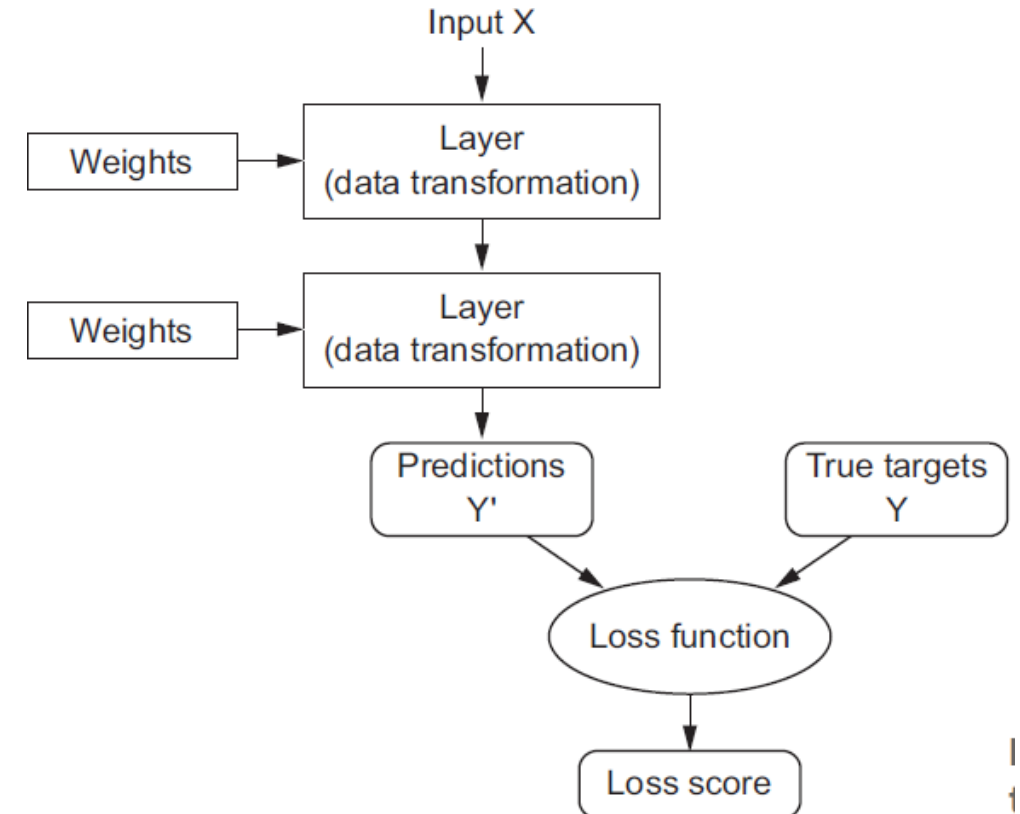 Input X
Layer
(data transformation)
Weights
Layer
(data transformation)
Weights
Predictions
Y'
True targets
Y
Loss function
Loss score